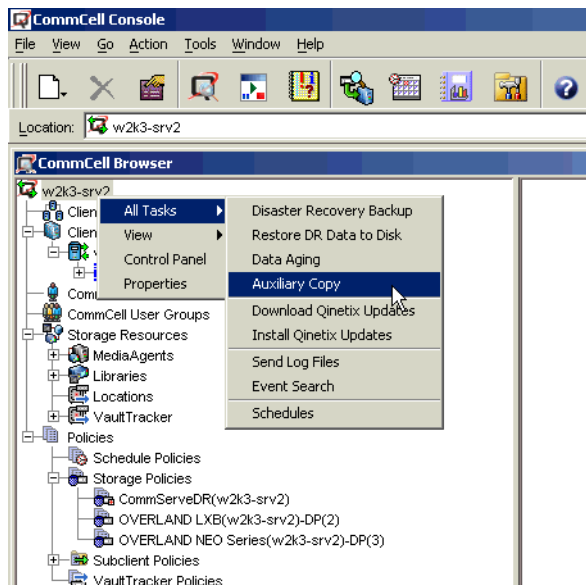 CommCell Console
File View Go Action Tools Window Help
Location: w2k3-srv2
CommCell Browser
w2k3-srv2
Clien
Clien
Com
CommCell User Groups
Storage Resources
MediaAgents
Libraries
Locations
VaultTracker
Policies
Schedule Policies
Storage Policies
CommServeDR(w2k3-srv2)
OVERLAND LXB(w2k3-srv2)-DP(2)
OVERLAND NEO Series(w2k3-srv2)-DP(3)
Subclient Policies
VaultTracker Policies
All Tasks
View
Control Panel
Properties
Disaster Recovery Backup
Restore DR Data to Disk
Data Aging
Auxiliary Copy
Download Qinetix Updates
Install Qinetix Updates
Send Log Files
Event Search
Schedules